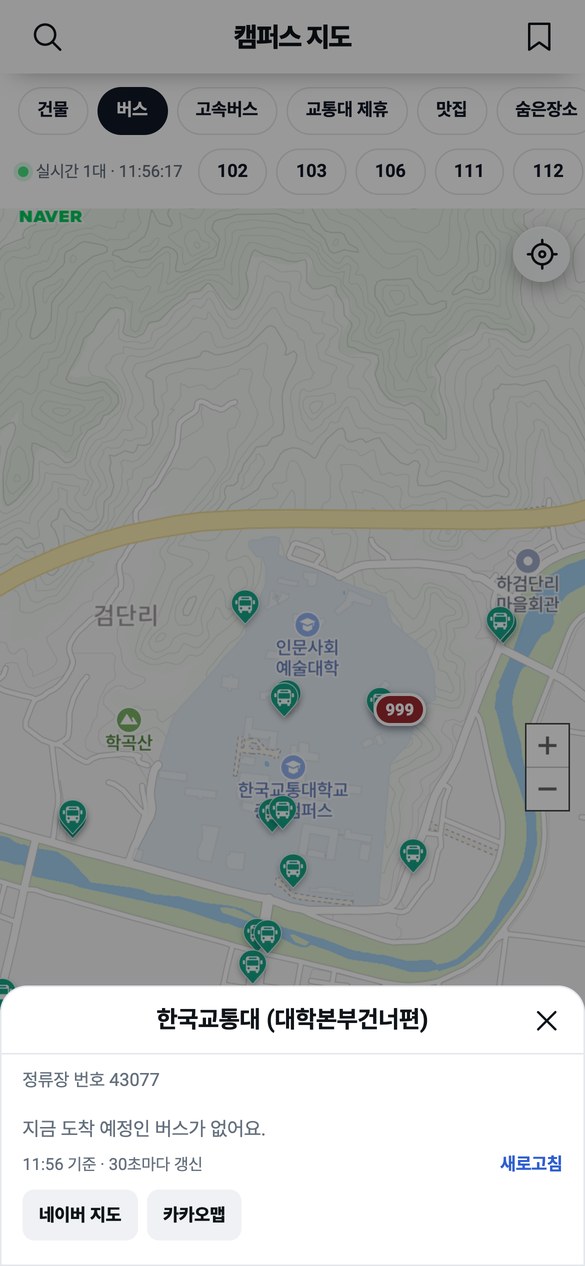 캠퍼스 지도
건물 버스 고속버스 교통대 제휴 맛집 숨은장소
실시간 1대 · 11:56:17 102 103 106 111 112
NAVER
하검단리
마을회관
검단리
인문사회
예술대학
999
학곡산
한국교통대학교
퍼스
+
−
한국교통대 (대학본부건너편)
정류장 번호 43077
지금 도착 예정인 버스가 없어요.
11:56 기준 · 30초마다 갱신 새로고침
네이버 지도 카카오맵